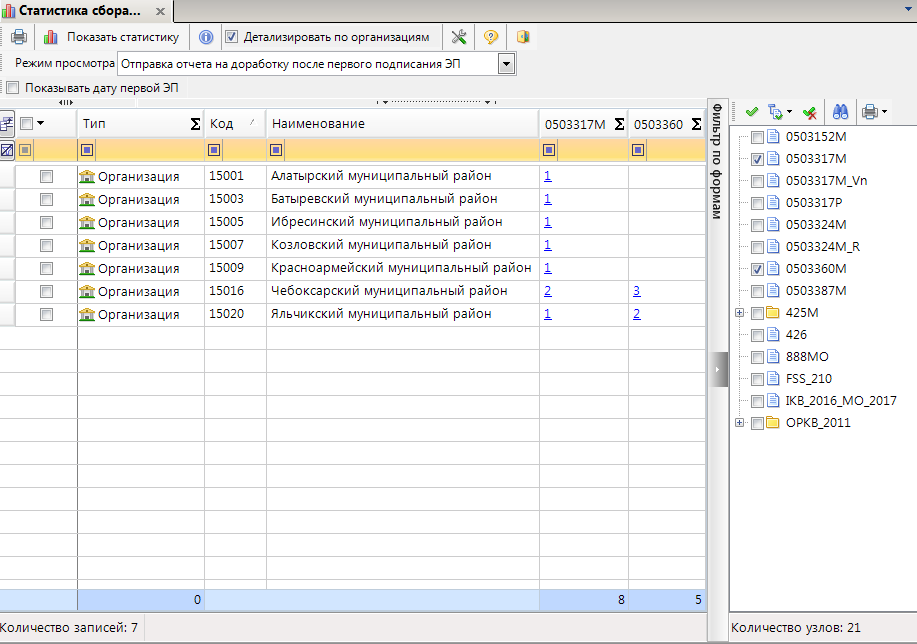 Статистика сбора...
Показать статистику
Детализировать по организациям
Режим просмотра Отправка отчета на доработку после первого подписания ЭП
Показывать дату первой ЭП
Тип Σ Код Наименование 0503317М Σ 0503360 Σ
Организация 15001 Алатырский муниципальный район 1
Организация 15003 Батыревский муниципальный район 1
Организация 15005 Ибресинский муниципальный район 1
Организация 15007 Козловский муниципальный район 1
Организация 15009 Красноармейский муниципальный район 1
Организация 15016 Чебоксарский муниципальный район 2 3
Организация 15020 Яльчикский муниципальный район 1 2
0 8 5
Количество записей: 7
Фильтр по формам
0503152M
0503317M
0503317M_Vn
0503317P
0503324M
0503324M_R
0503360M
0503387M
425M
426
888MO
FSS_210
IKB_2016_MO_2017
OPKB_2011
Количество узлов: 21